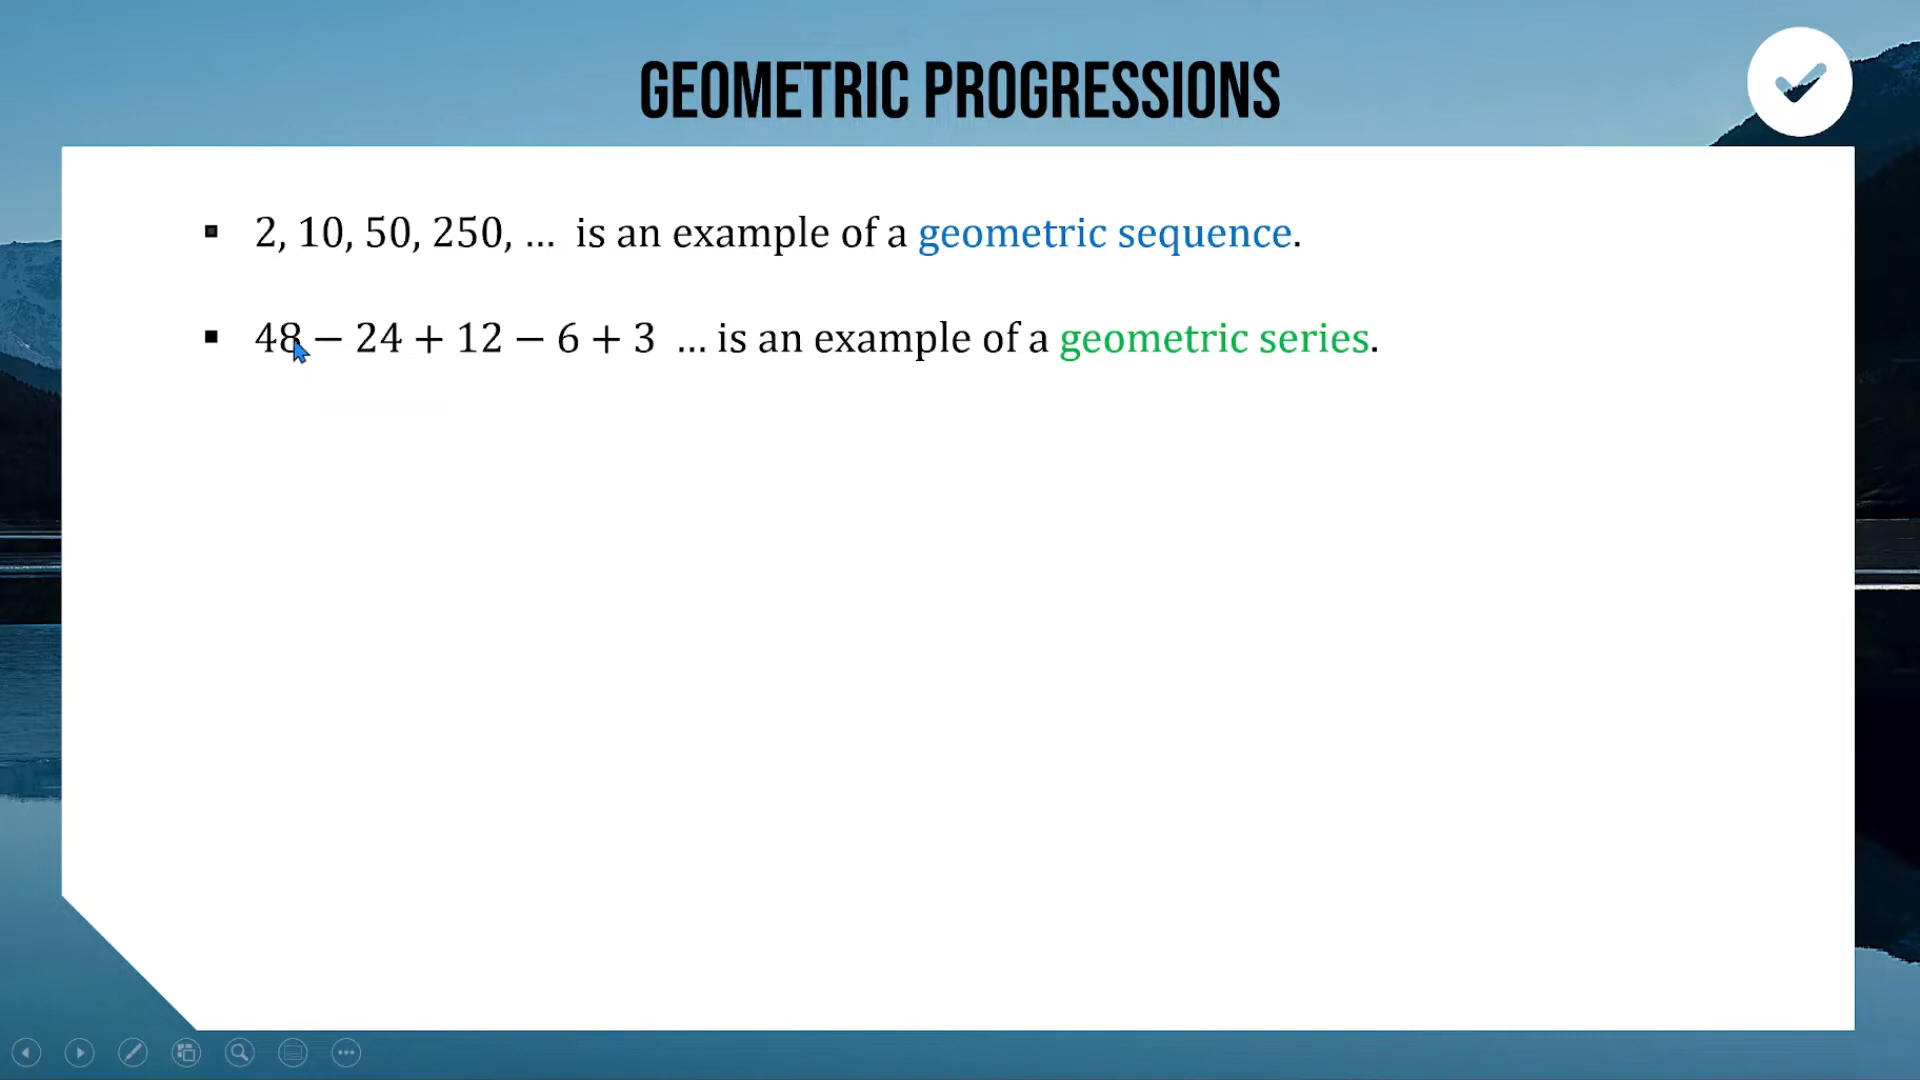 GEOMETRIC PROGRESSIONS
▪ 2, 10, 50, 250, … is an example of a geometric sequence.
▪ 48 − 24 + 12 − 6 + 3 … is an example of a geometric series.